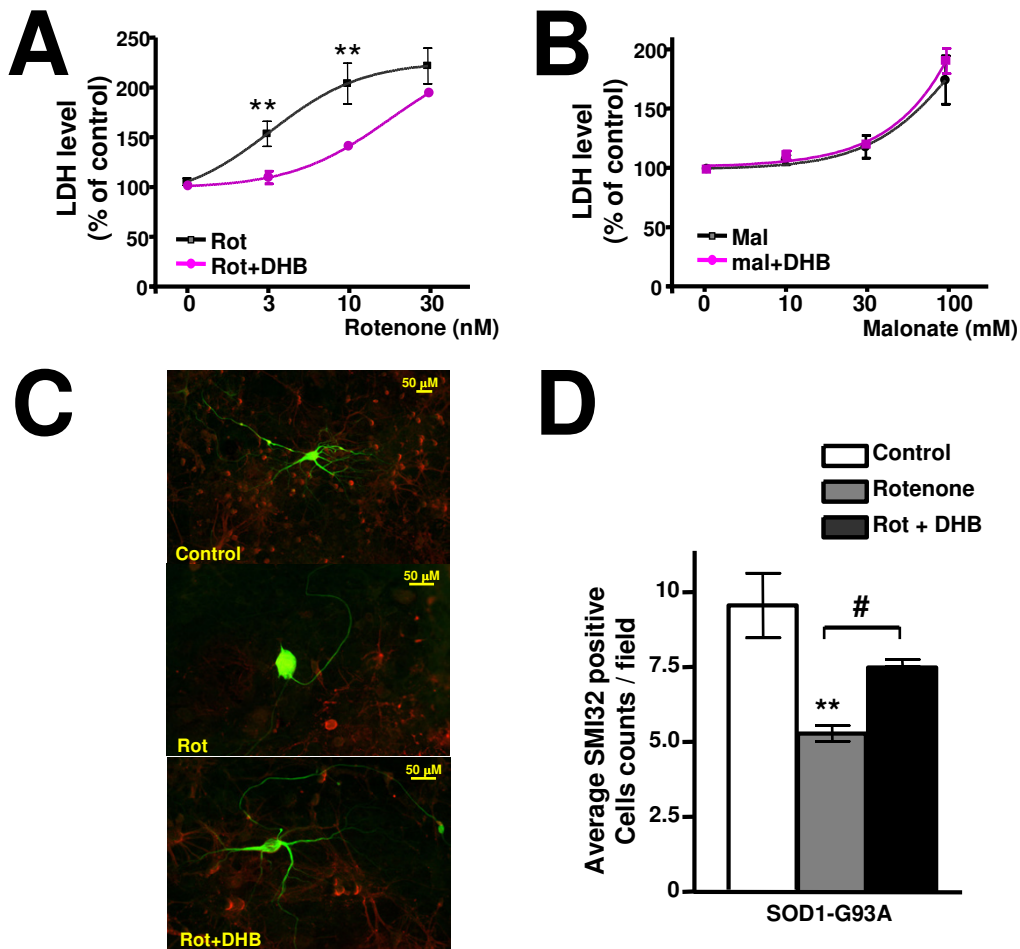 A
LDH level
(% of control)
250
200
150
100
50
0
** **
Rot
Rot+DHB
0 3 10 30
Rotenone (nM)
B
LDH level
(% of control)
200
150
100
50
0
Mal
mal+DHB
0 10 30 100
Malonate (mM)
C
50 µM
Control
50 µM
Rot
50 µM
Rot+DHB
D
Control
Rotenone
Rot + DHB
Average SMI32 positive
Cells counts / field
10
7.5
5.0
2.5
0
#
**
SOD1-G93A